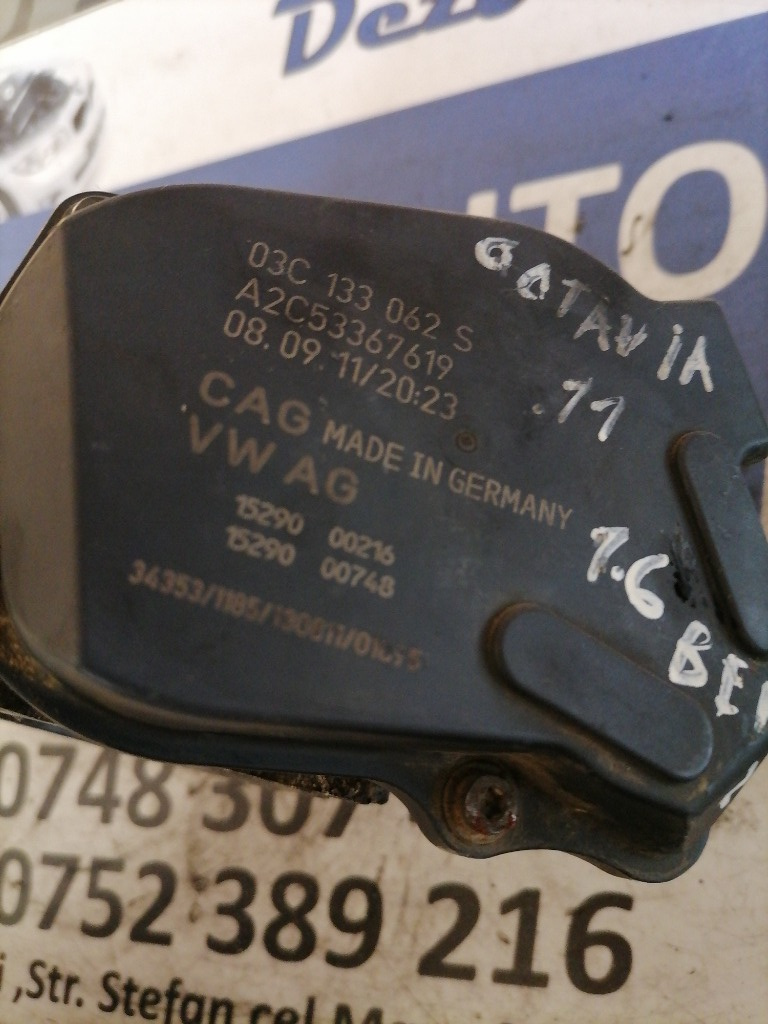 03C 133 062 S
A2C53367619
08.09.11/20:23
CAG MADE IN GERMANY
VW AG
15290 00216
15290 00748
OCTAVIA
.11
1.6
0748 307
0752 389 216
,Str. Stefan cel